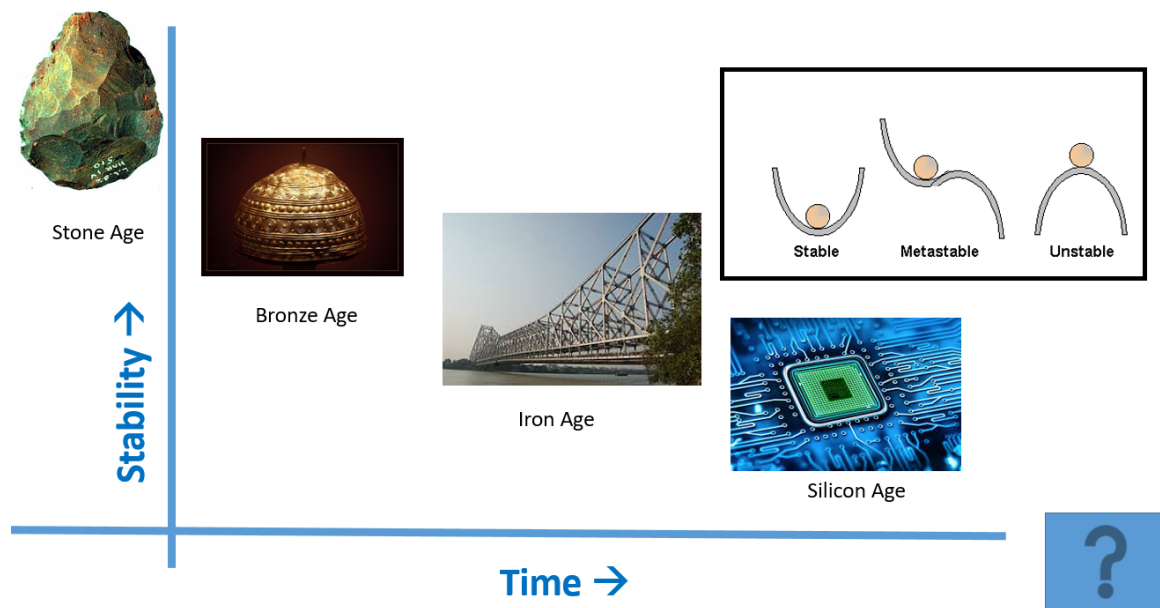 Stone Age
Bronze Age
Iron Age
Silicon Age
Stable
Metastable
Unstable
Stability →
Time →
?